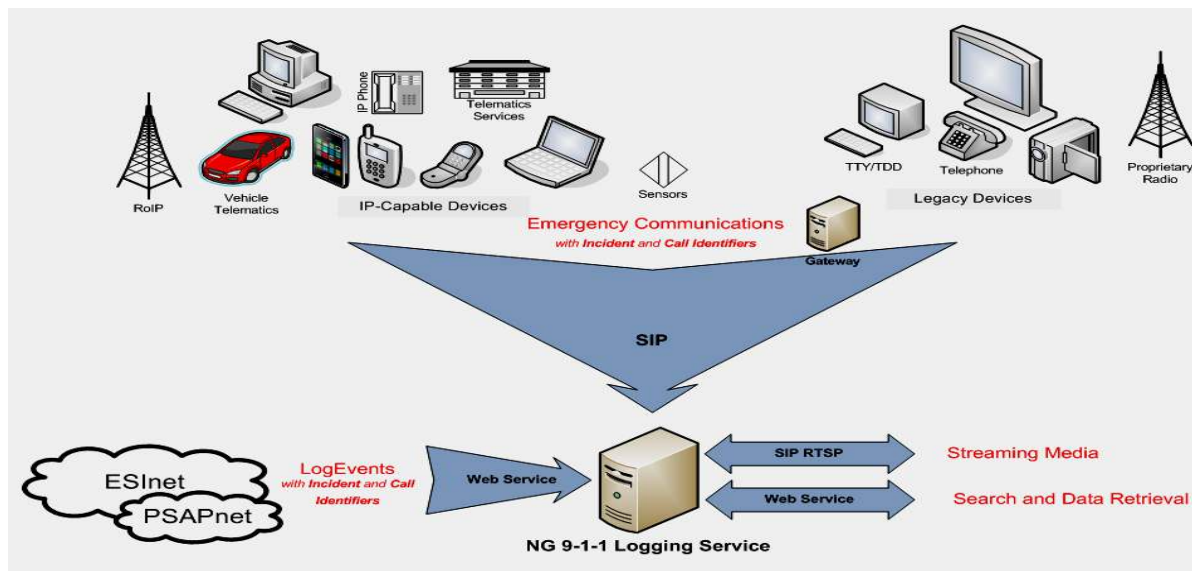 IP Phone
Telematics
Services
RoIP
Vehicle
Telematics
IP-Capable Devices
Sensors
TTY/TDD
Telephone
Legacy Devices
Proprietary
Radio
Emergency Communications
with Incident and Call Identifiers
Gateway
SIP
ESInet
PSAPnet
LogEvents
with Incident and Call
Identifiers
Web Service
SIP RTSP
Streaming Media
Web Service
Search and Data Retrieval
NG 9-1-1 Logging Service